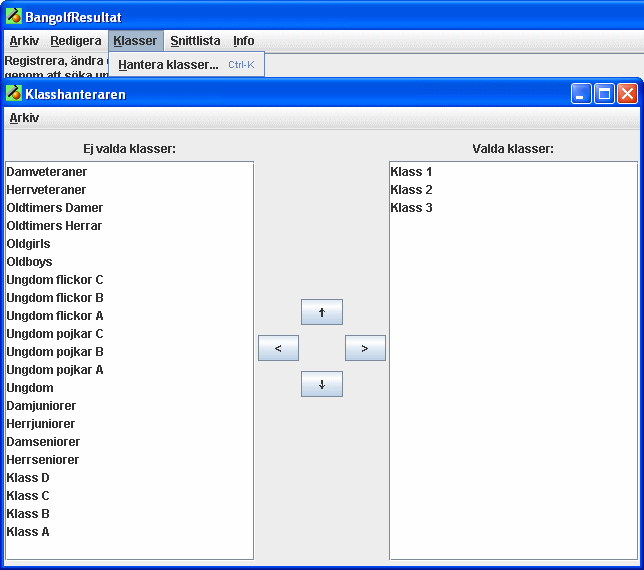 BangolfResultat
Arkiv Redigera Klasser Snittlista Info
Registrera, ändra
Hantera klasser... Ctrl-K
genom att söka
Klasshanteraren
Arkiv
Ej valda klasser: Valda klasser:
Damveteraner Klass 1
Herrveteraner Klass 2
Oldtimers Damer Klass 3
Oldtimers Herrar
Oldgirls
Oldboys
Ungdom flickor C
Ungdom flickor B
Ungdom flickor A
↑
Ungdom pojkar C
Ungdom pojkar B
< >
Ungdom pojkar A
Ungdom
↓
Damjuniorer
Herrjuniorer
Damseniorer
Herrseniorer
Klass D
Klass C
Klass B
Klass A